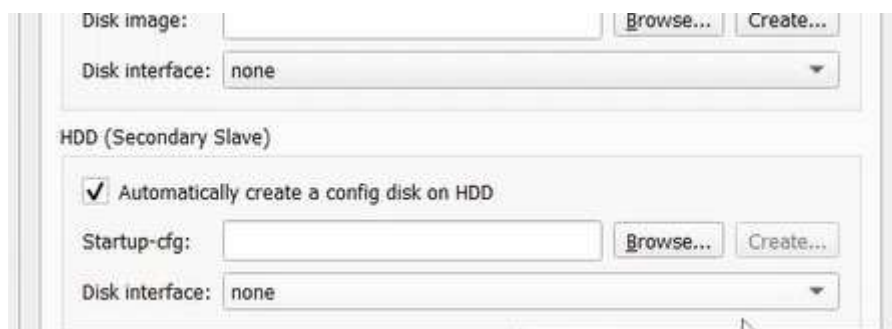 Disk image: Browse... Create...
Disk interface: none
HDD (Secondary Slave)
Automatically create a config disk on HDD
Startup-cfg: Browse... Create...
Disk interface: none